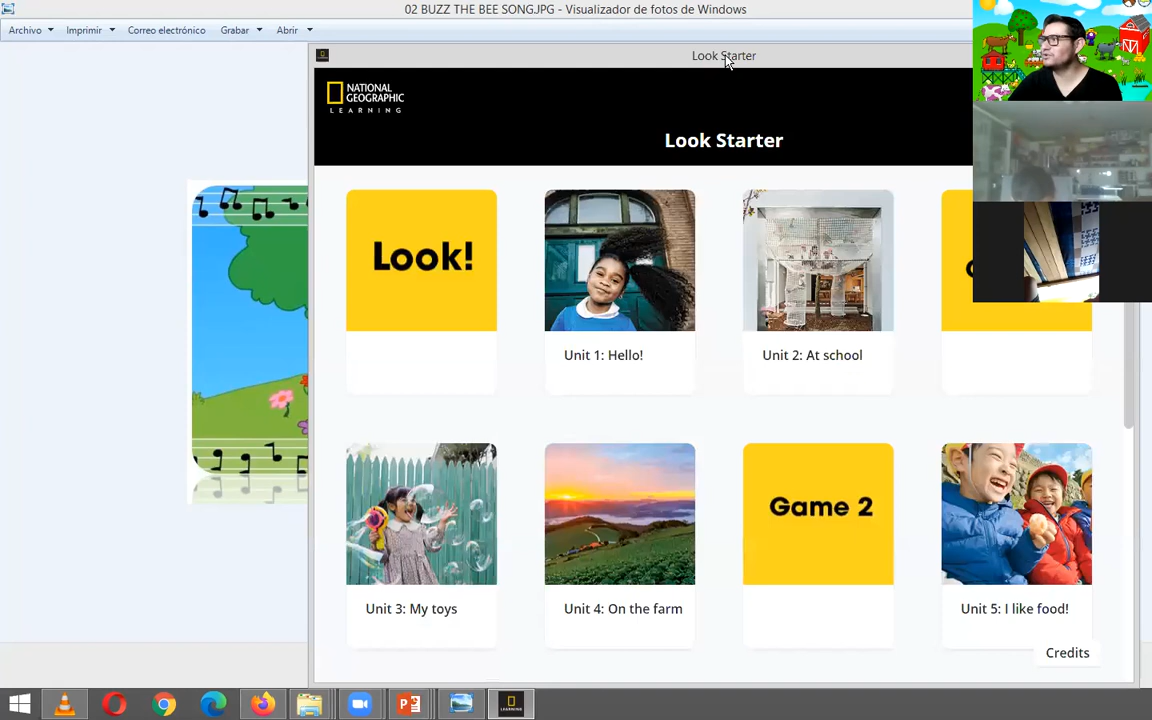 02 BUZZ THE BEE SONG.JPG - Visualizador de fotos de Windows
Archivo Imprimir Correo electrónico Grabar Abrir
Look Starter
NATIONAL
GEOGRAPHIC
LEARNING
Look Starter
Look!
Unit 1: Hello!
Unit 2: At school
Unit 3: My toys
Unit 4: On the farm
Game 2
Unit 5: I like food!
Credits
LEARNING